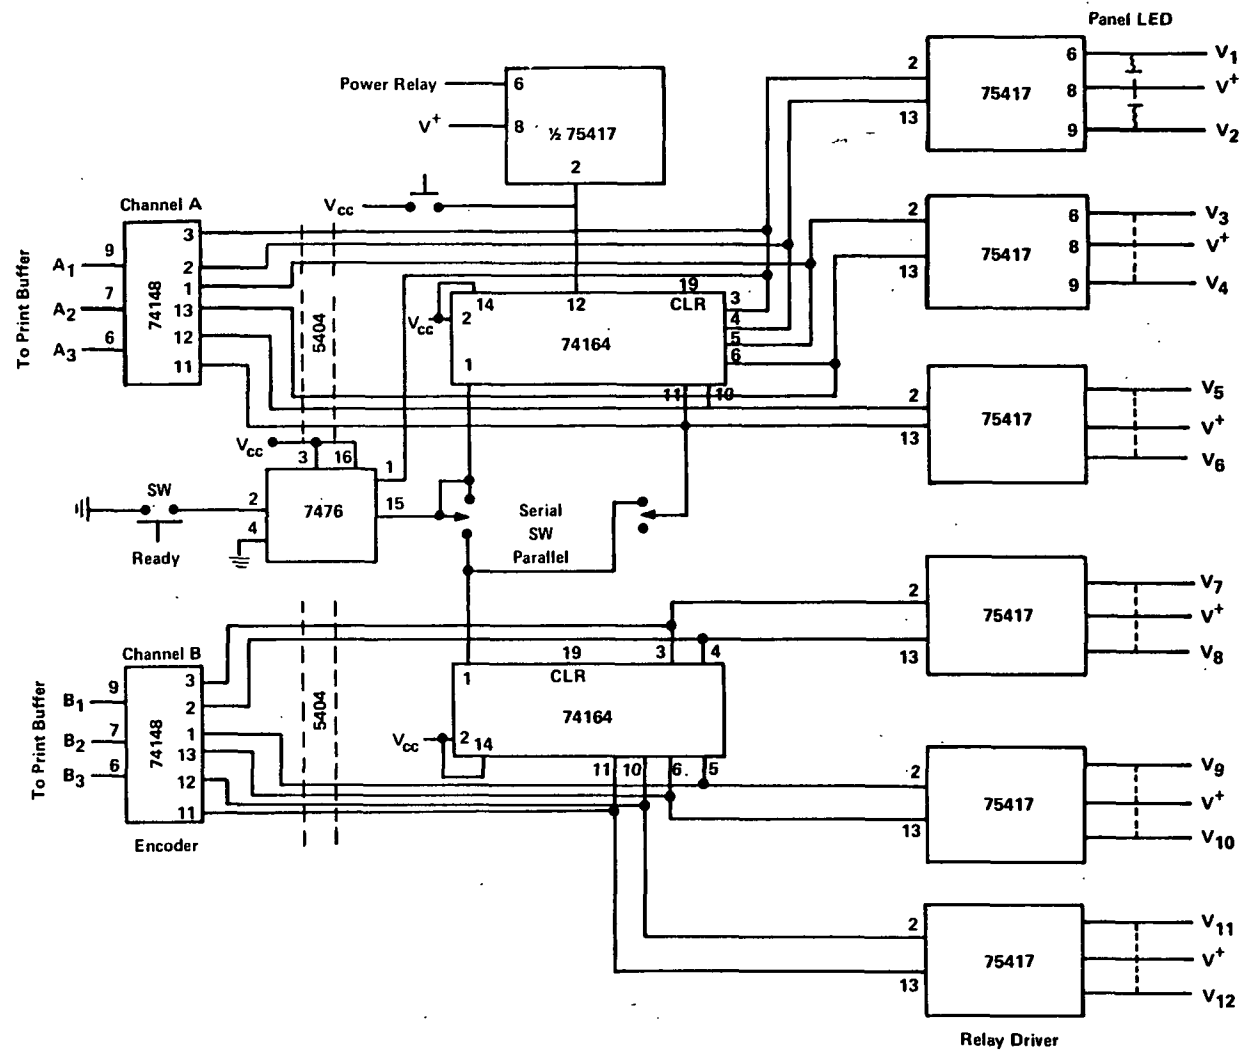 Panel LED
Power Relay
6
V+
8
½ 75417
2
2
13
75417
6
8
9
V1
V+
V2
Vcc
Channel A
To Print Buffer
A1
A2
A3
9
7
6
74148
3
2
1
13
12
11
5404
2
13
75417
6
8
9
V3
V+
V4
Vcc
14
12
19
CLR
2
1
74164
3
4
5
6
11
10
2
13
75417
V5
V+
V6
Vcc
3
16
1
15
7476
2
4
SW
Ready
Serial
SW
Parallel
2
13
75417
V7
V+
V8
Channel B
To Print Buffer
B1
B2
B3
9
7
6
74148
3
2
1
13
12
11
Encoder
5404
19
3
4
CLR
1
74164
Vcc
2
14
11
10
6
5
2
13
75417
V9
V+
V10
2
13
75417
V11
V+
V12
Relay Driver